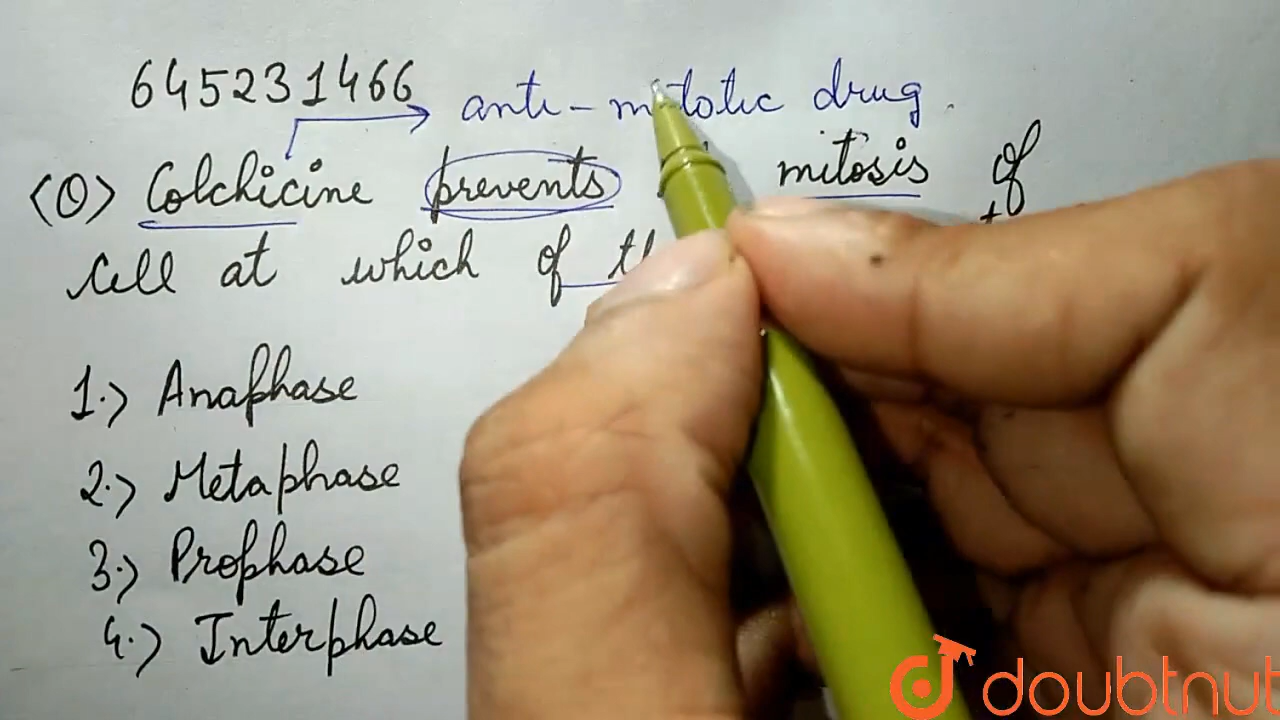 645231466
anti-mitotic drug.
<Q> Colchicine prevents mitosis of
cell at which of
1.) Anaphase
2.) Metaphase
3.) Prophase
4.) Interphase
doubtnut